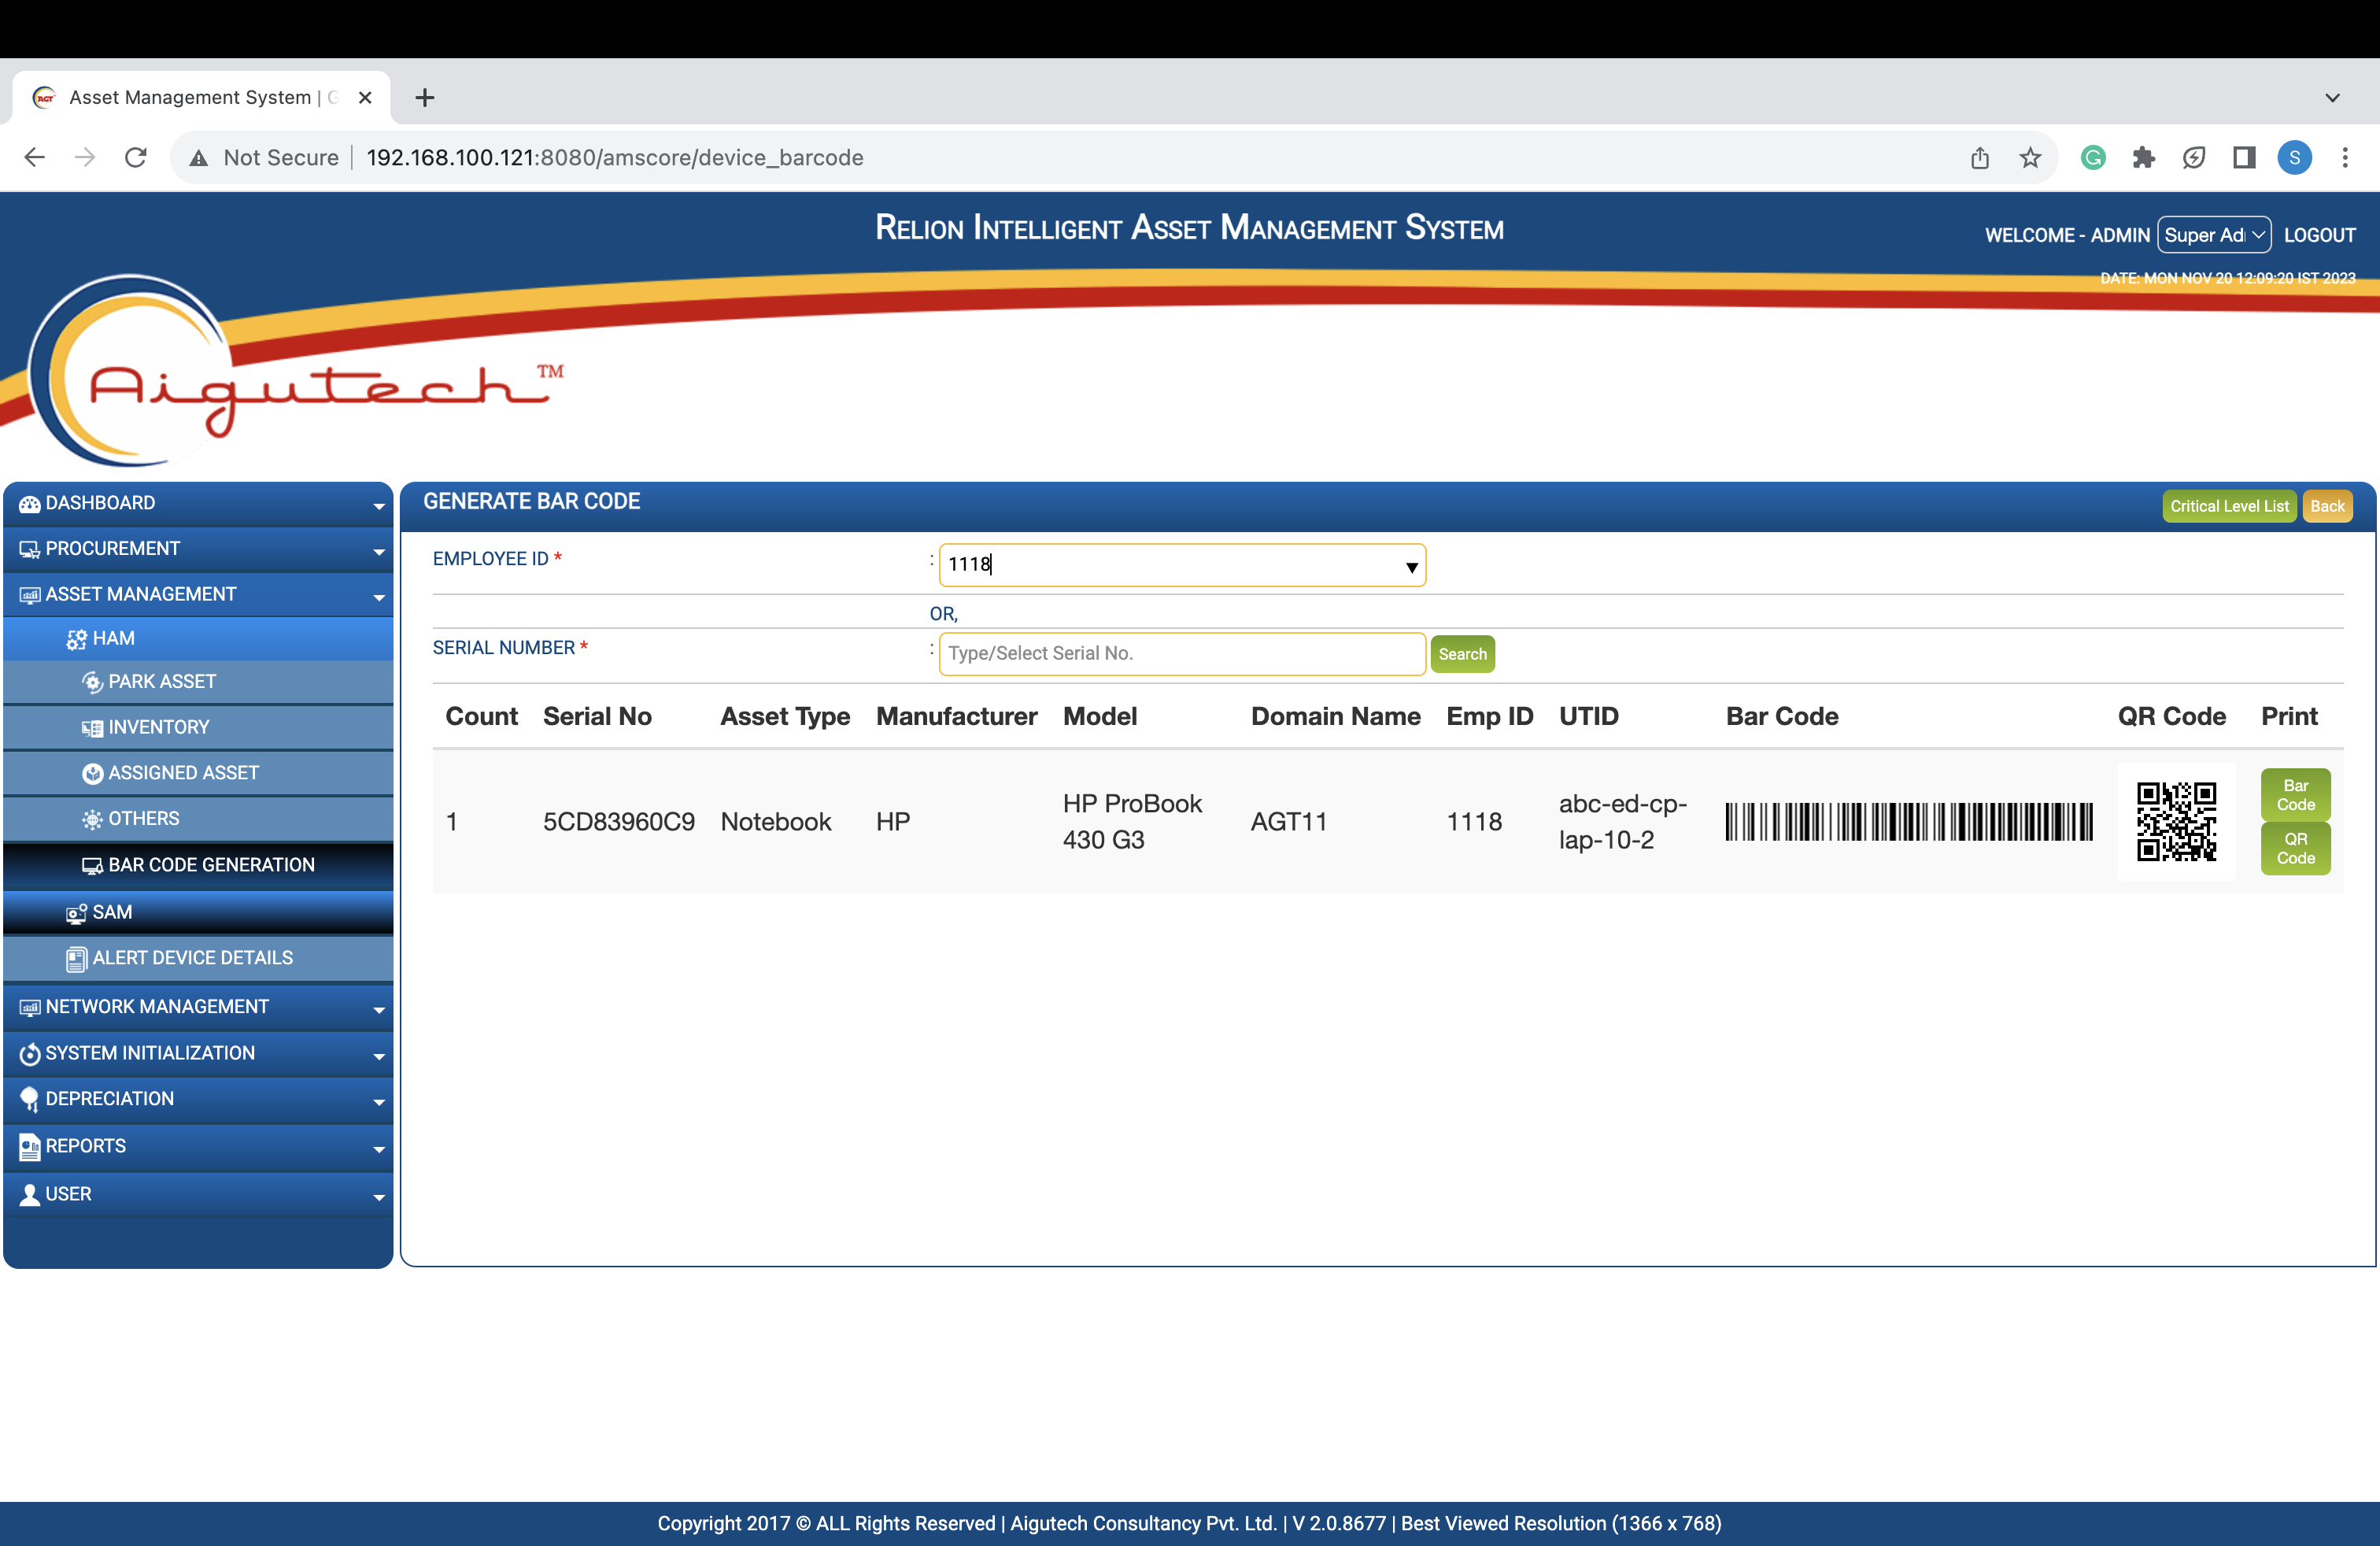 Asset Management System | G
Not Secure
192.168.100.121:8080/amscore/device_barcode
S
Relion Intelligent Asset Management System
WELCOME - ADMIN Super Ad LOGOUT
DATE: MON NOV 20 12:09:20 IST 2023
AGT
Aigutech™
DASHBOARD
PROCUREMENT
ASSET MANAGEMENT
HAM
PARK ASSET
INVENTORY
ASSIGNED ASSET
OTHERS
BAR CODE GENERATION
SAM
ALERT DEVICE DETAILS
NETWORK MANAGEMENT
SYSTEM INITIALIZATION
DEPRECIATION
REPORTS
USER
GENERATE BAR CODE
Critical Level List Back
EMPLOYEE ID * : 1118
OR,
SERIAL NUMBER * : Type/Select Serial No. Search
Count Serial No Asset Type Manufacturer Model Domain Name Emp ID UTID Bar Code QR Code Print
1 5CD83960C9 Notebook HP HP ProBook 430 G3 AGT11 1118 abc-ed-cp-lap-10-2
Bar Code
QR Code
Copyright 2017 © ALL Rights Reserved | Aigutech Consultancy Pvt. Ltd. | V 2.0.8677 | Best Viewed Resolution (1366 x 768)